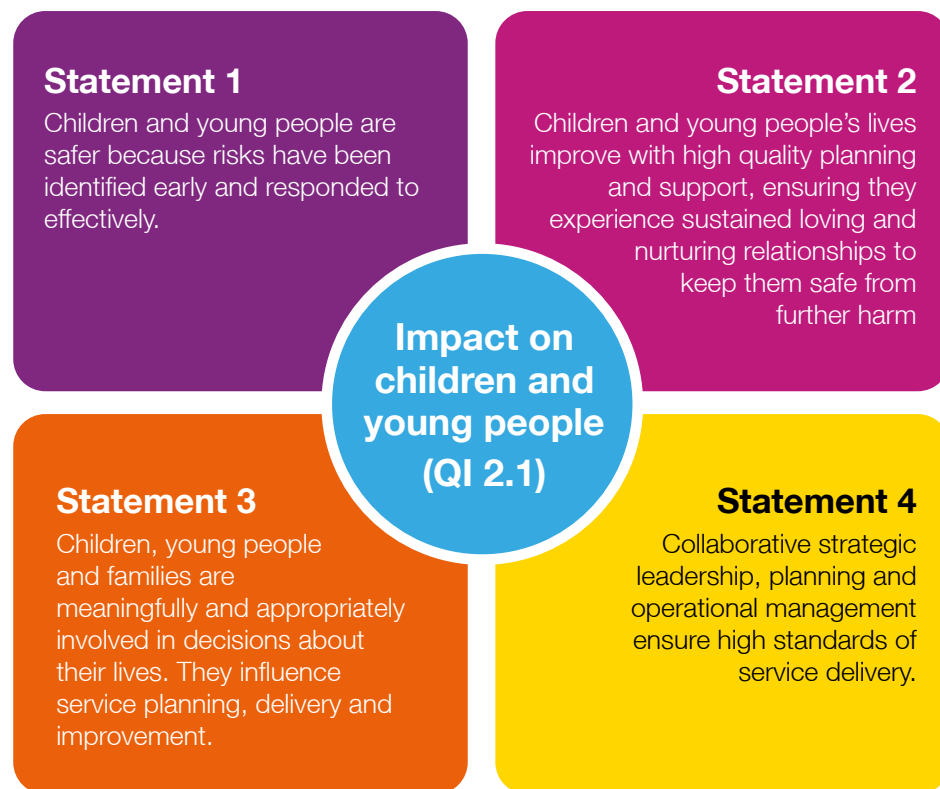 Statement 1
Children and young people are
safer because risks have been
identified early and responded to
effectively.
Statement 2
Children and young people’s lives
improve with high quality planning
and support, ensuring they
experience sustained loving and
nurturing relationships to
keep them safe from
further harm
Impact on
children and
young people
(QI 2.1)
Statement 3
Children, young people
and families are
meaningfully and appropriately
involved in decisions about
their lives. They influence
service planning, delivery and
improvement.
Statement 4
Collaborative strategic
leadership, planning and
operational management
ensure high standards of
service delivery.